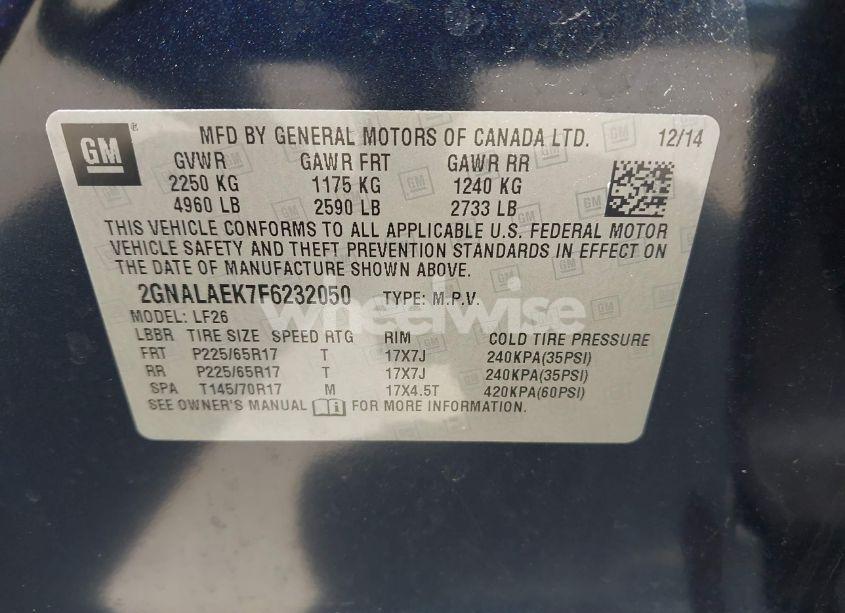 GM ® MFD BY GENERAL MOTORS OF CANADA LTD. 12/14
GVWR GAWR FRT GAWR RR
2250 KG 1175 KG 1240 KG
4960 LB 2590 LB 2733 LB
THIS VEHICLE CONFORMS TO ALL APPLICABLE U.S. FEDERAL MOTOR
VEHICLE SAFETY AND THEFT PREVENTION STANDARDS IN EFFECT ON
THE DATE OF MANUFACTURE SHOWN ABOVE.
2GNALAEK7F6232050 TYPE: M.P.V.
wheelwise
MODEL: LF26
LBBR TIRE SIZE SPEED RTG RIM COLD TIRE PRESSURE
FRT P225/65R17 T 17X7J 240KPA(35PSI)
RR P225/65R17 T 17X7J 240KPA(35PSI)
SPA T145/70R17 M 17X4.5T 420KPA(60PSI)
SEE OWNER'S MANUAL FOR MORE INFORMATION.